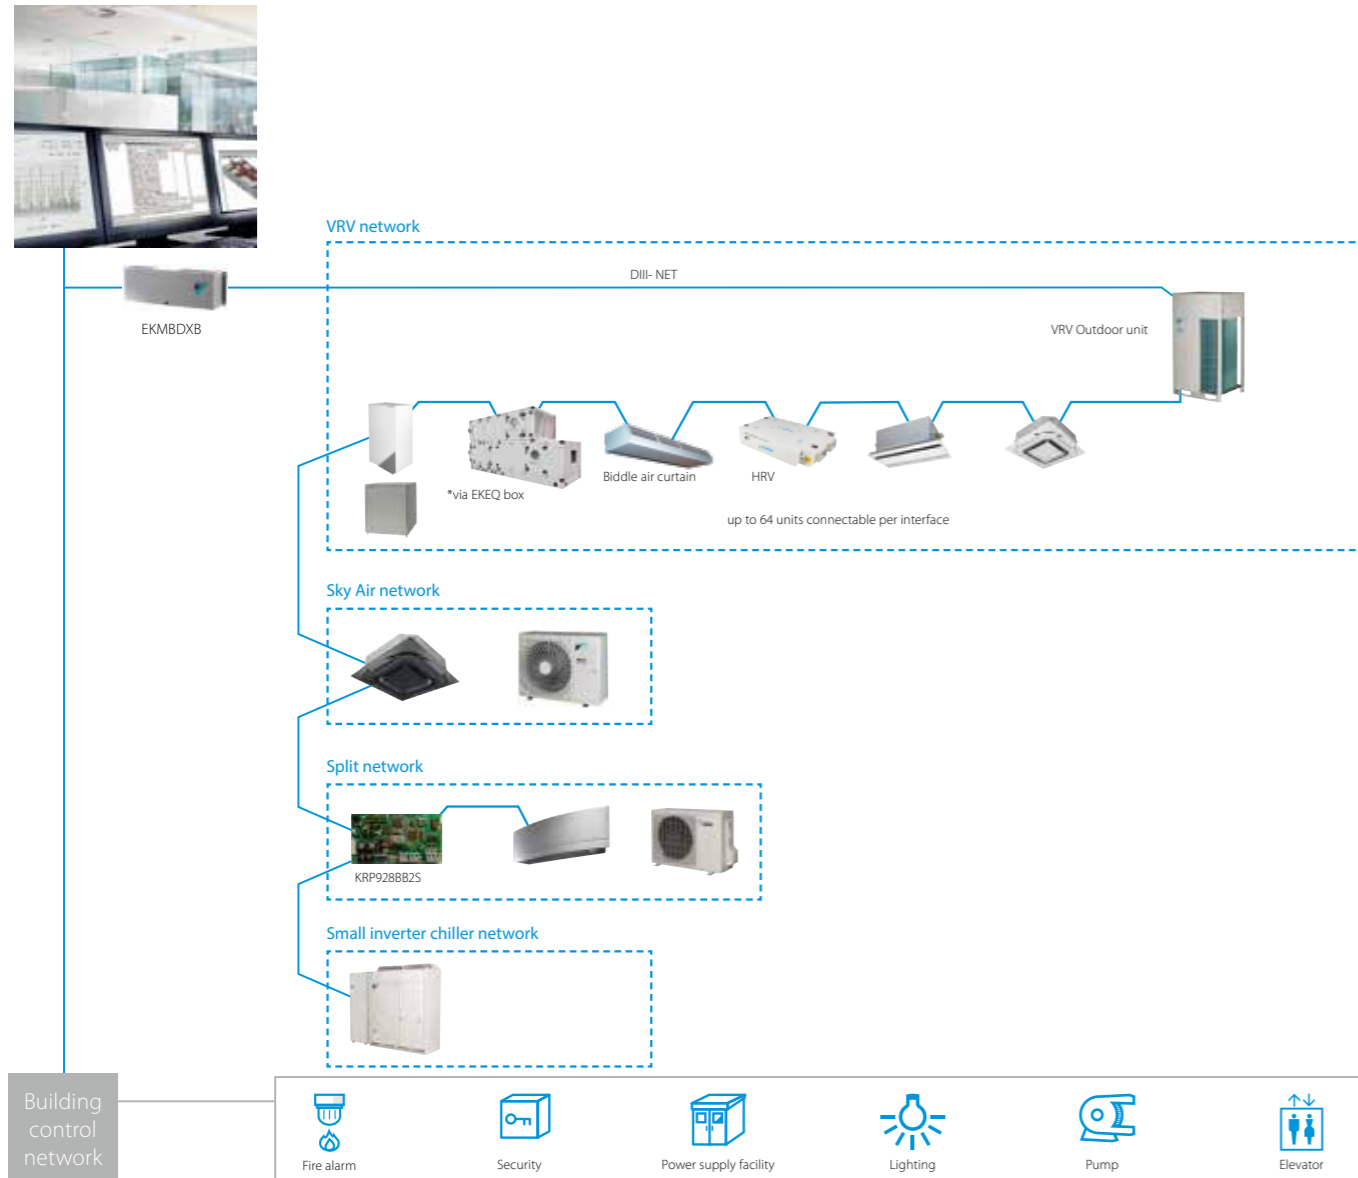 VRV network
DIII- NET
EKMBDXB
VRV Outdoor unit
Biddle air curtain
HRV
*via EKEQ box
up to 64 units connectable per interface
Sky Air network
Split network
KRP928BB2S
Small inverter chiller network
Building
control
network
Fire alarm
Security
Power supply facility
Lighting
Pump
Elevator